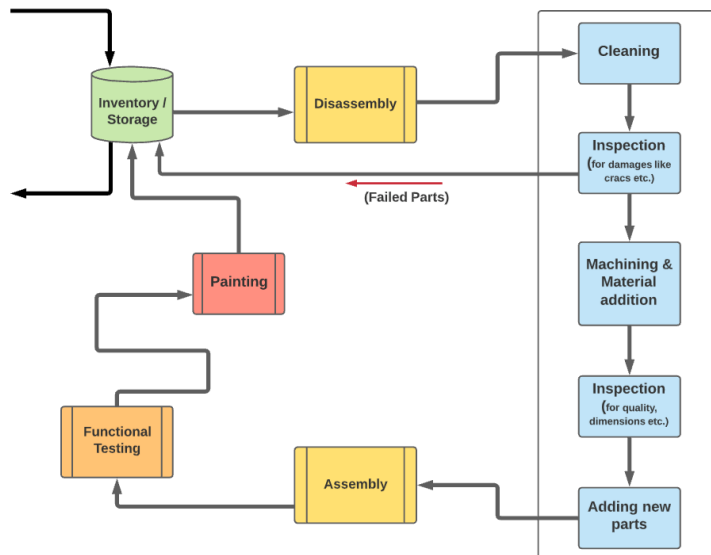 Cleaning
Inventory /
Storage
Disassembly
Inspection
(for damages like
cracs etc.)
(Failed Parts)
Painting
Machining &
Material
addition
Inspection
(for quality,
dimensions etc.)
Functional
Testing
Assembly
Adding new
parts